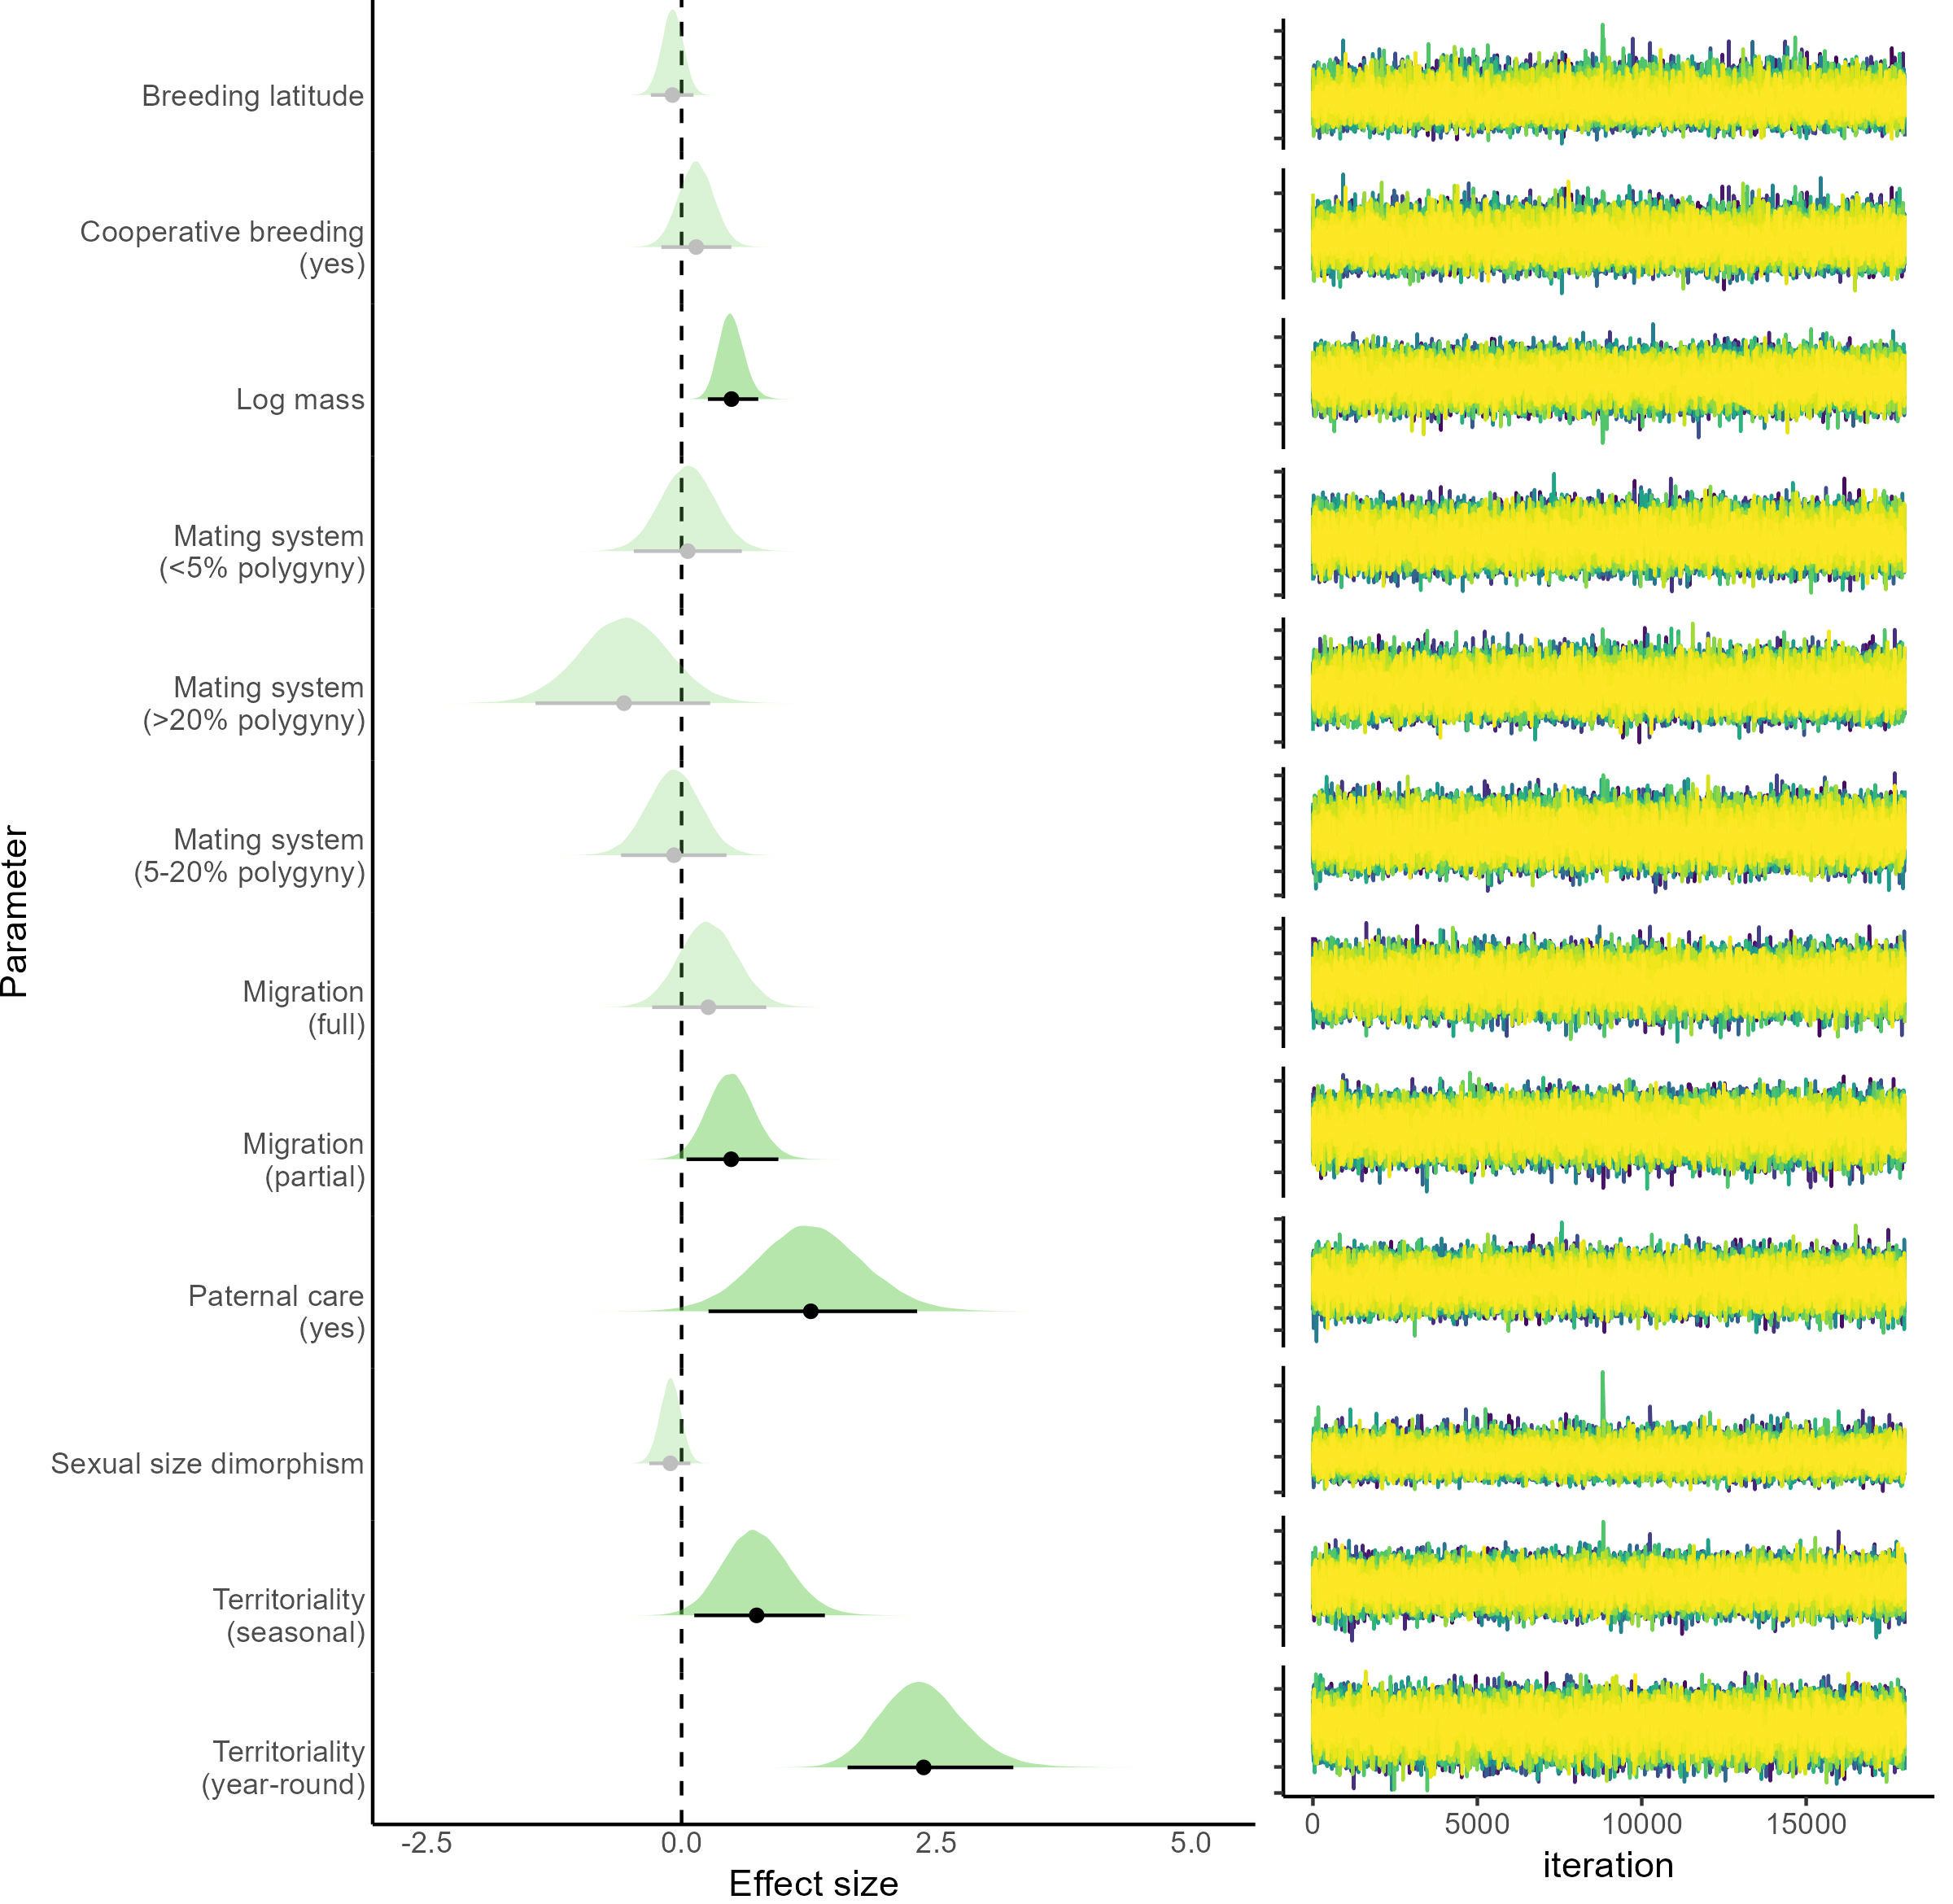 Parameter
Breeding latitude
Cooperative breeding
(yes)
Log mass
Mating system
(<5% polygyny)
Mating system
(>20% polygyny)
Mating system
(5-20% polygyny)
Migration
(full)
Migration
(partial)
Paternal care
(yes)
Sexual size dimorphism
Territoriality
(seasonal)
Territoriality
(year-round)
-2.5 0.0 2.5 5.0
Effect size
0 5000 10000 15000
iteration